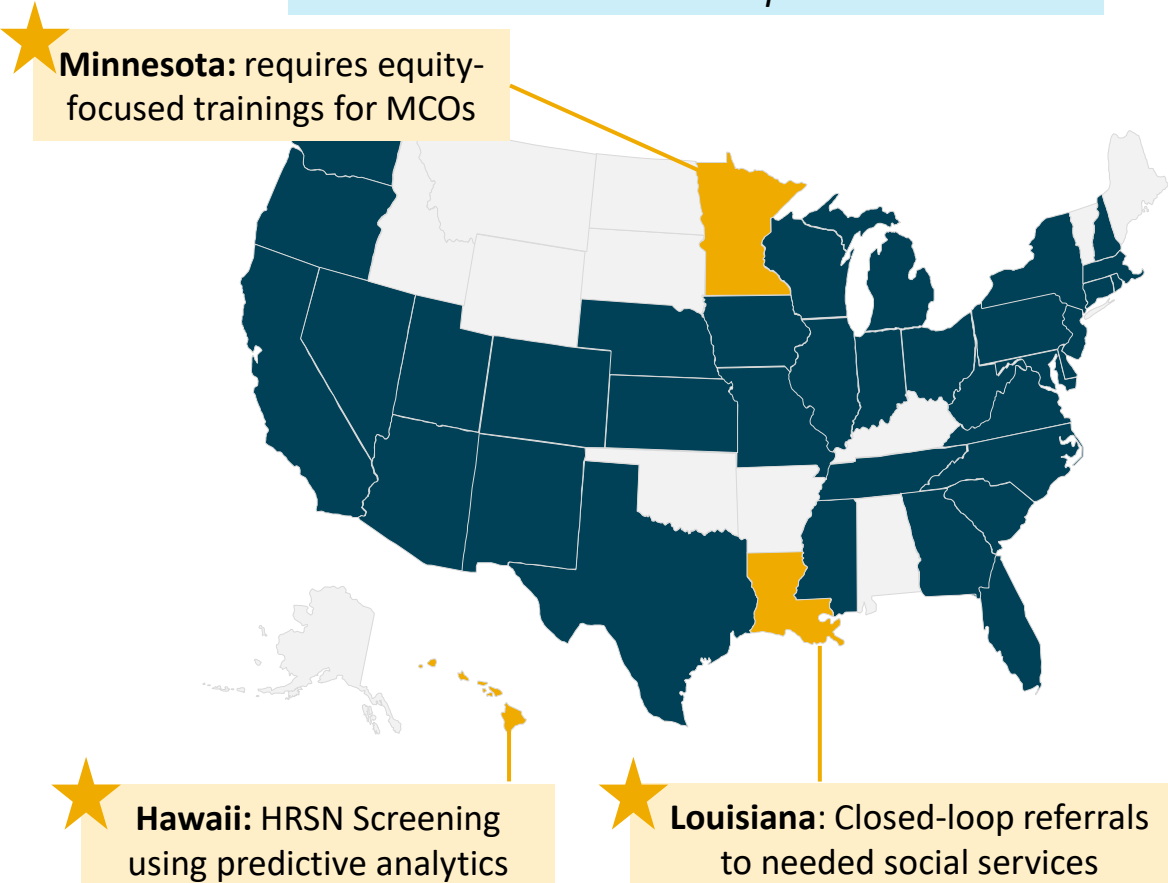 Minnesota: requires equity-
focused trainings for MCOs
Hawaii: HRSN Screening
using predictive analytics
Louisiana: Closed-loop referrals
to needed social services